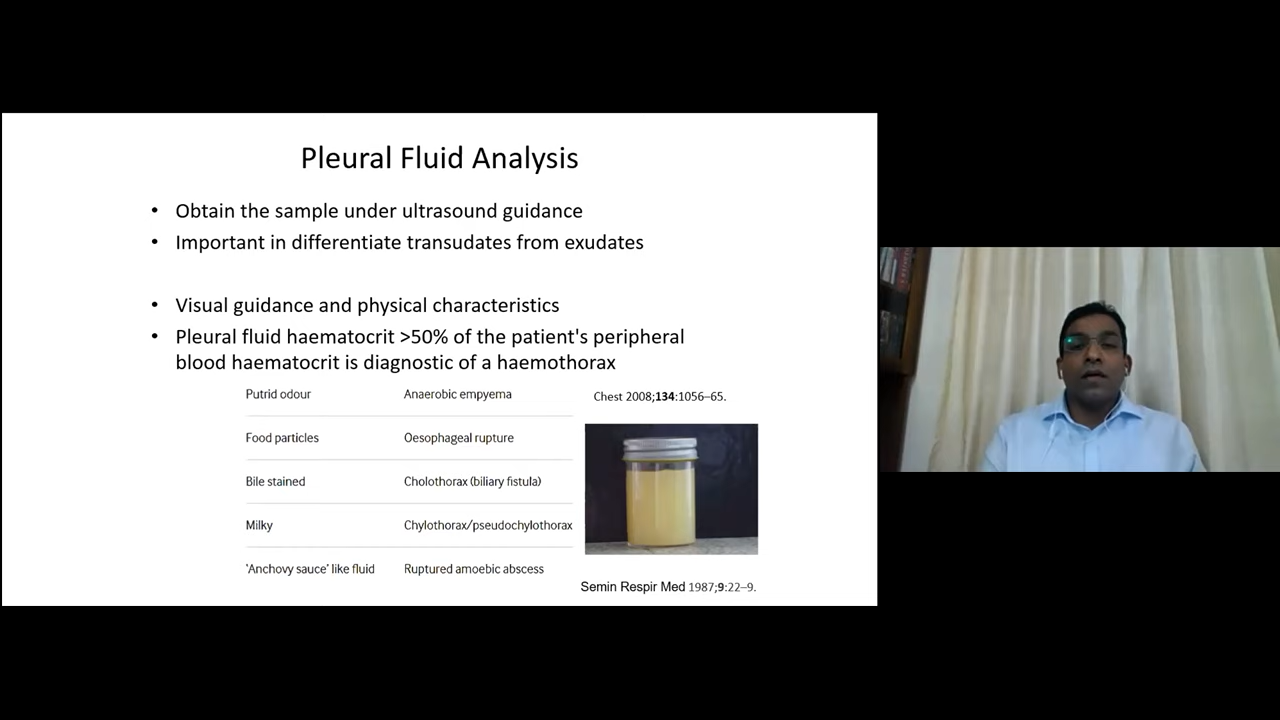 Pleural Fluid Analysis
• Obtain the sample under ultrasound guidance
• Important in differentiate transudates from exudates
• Visual guidance and physical characteristics
• Pleural fluid haematocrit >50% of the patient's peripheral
blood haematocrit is diagnostic of a haemothorax
Putrid odour Anaerobic empyema
Chest 2008;134:1056–65.
Food particles Oesophageal rupture
Bile stained Cholothorax (biliary fistula)
Milky Chylothorax/pseudochylothorax
'Anchovy sauce' like fluid Ruptured amoebic abscess
Semin Respir Med 1987;9:22–9.